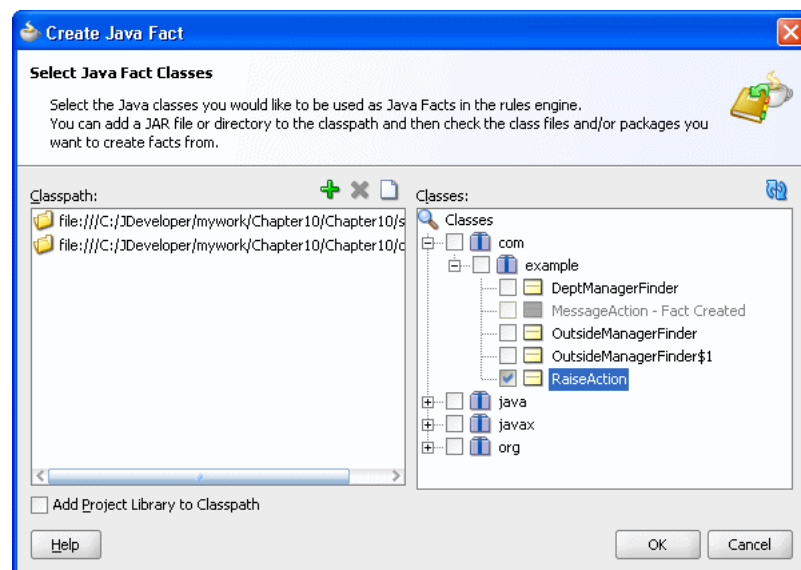 Create Java Fact
Select Java Fact Classes
Select the Java classes you would like to be used as Java Facts in the rules engine.
You can add a JAR file or directory to the classpath and then check the class files and/or packages you
want to create facts from.
Classpath:
file:///C:/JDeveloper/mywork/Chapter10/Chapter10/s
file:///C:/JDeveloper/mywork/Chapter10/Chapter10/c
Classes:
Classes
com
example
DeptManagerFinder
MessageAction - Fact Created
OutsideManagerFinder
OutsideManagerFinder$1
RaiseAction
java
javax
org
Add Project Library to Classpath
Help
OK
Cancel